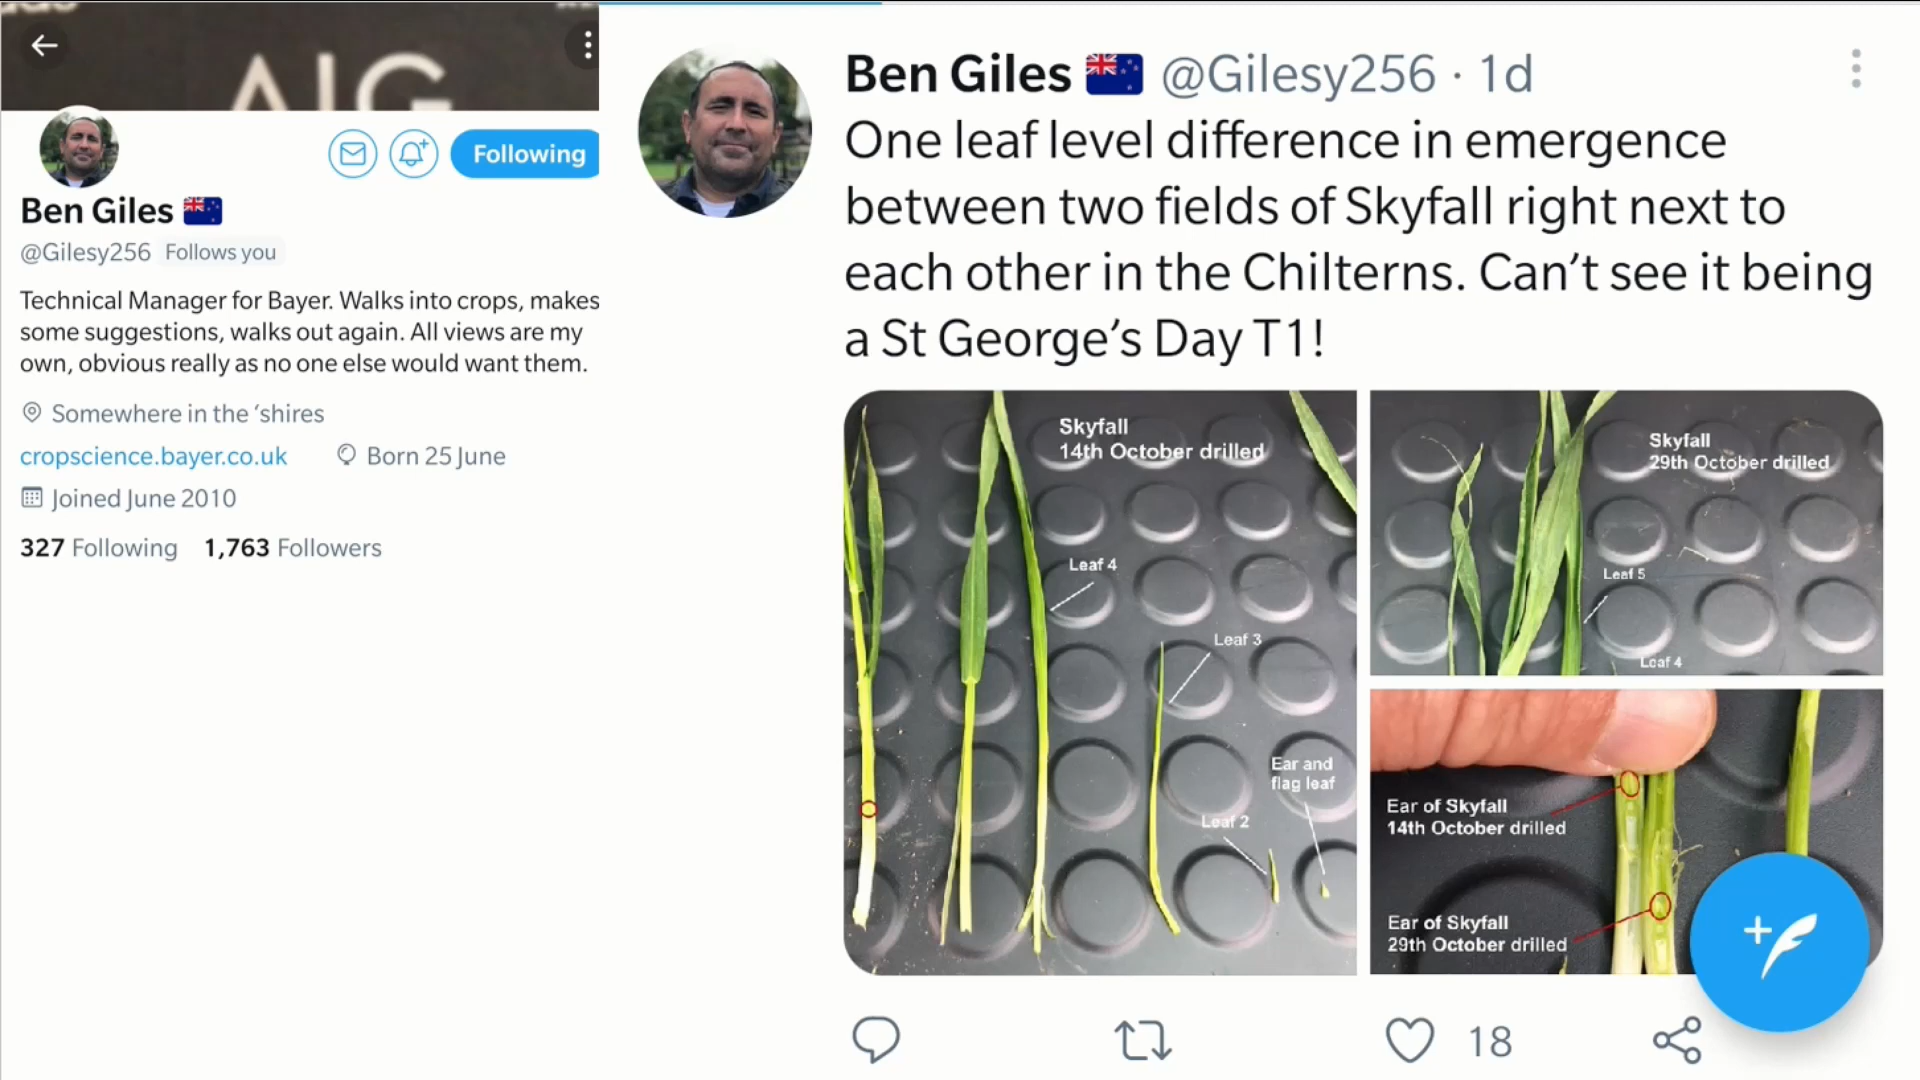 AIG
Following
Ben Giles
@Gilesy256 Follows you
Technical Manager for Bayer. Walks into crops, makes
some suggestions, walks out again. All views are my
own, obvious really as no one else would want them.
Somewhere in the ‘shires
cropscience.bayer.co.uk Born 25 June
Joined June 2010
327 Following 1,763 Followers
Ben Giles @Gilesy256 · 1d
One leaf level difference in emergence
between two fields of Skyfall right next to
each other in the Chilterns. Can’t see it being
a St George’s Day T1!
Skyfall
14th October drilled
Leaf 4
Leaf 3
Ear and
flag leaf
Leaf 2
Skyfall
29th October drilled
Leaf 5
Leaf 4
Ear of Skyfall
14th October drilled
Ear of Skyfall
29th October drilled
18